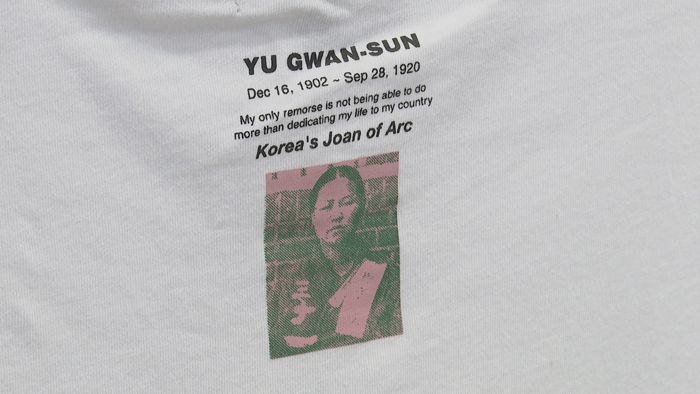 YU GWAN-SUN
Dec 16, 1902 ~ Sep 28, 1920
My only remorse is not being able to do
more than dedicating my life to my country
Korea's Joan of Arc